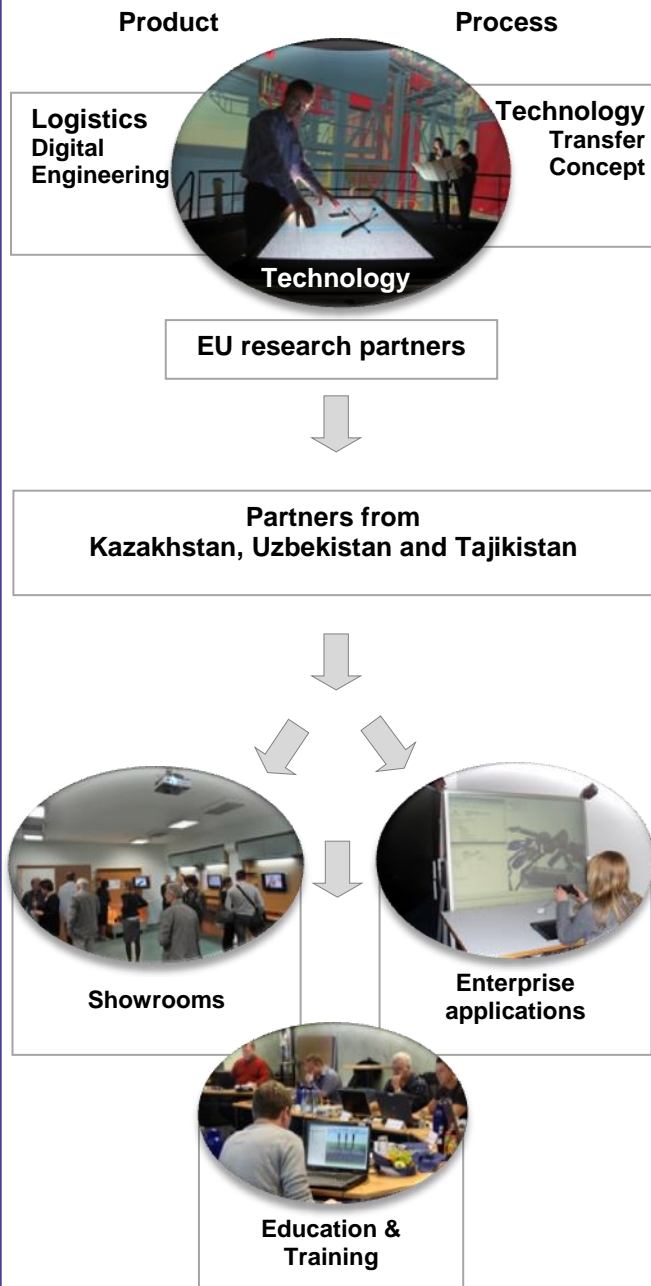 Product
Process
Logistics
Digital
Engineering
Technology
Transfer
Concept
Technology
EU research partners
Partners from
Kazakhstan, Uzbekistan and Tajikistan
Showrooms
Enterprise
applications
Education &
Training